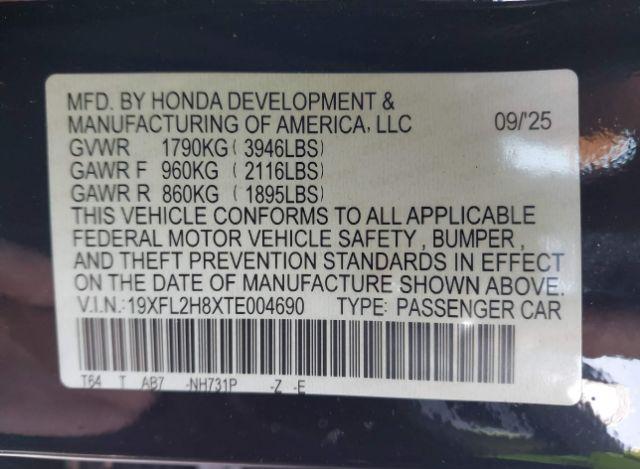 MFD. BY HONDA DEVELOPMENT &
MANUFACTURING OF AMERICA, LLC 09/'25
GVWR 1790KG ( 3946LBS)
GAWR F 960KG ( 2116LBS)
GAWR R 860KG ( 1895LBS)
THIS VEHICLE CONFORMS TO ALL APPLICABLE
FEDERAL MOTOR VEHICLE SAFETY , BUMPER ,
AND THEFT PREVENTION STANDARDS IN EFFECT
ON THE DATE OF MANUFACTURE SHOWN ABOVE.
V.I.N.:19XFL2H8XTE004690 TYPE: PASSENGER CAR
T64 T AB7 -NH731P -Z -E